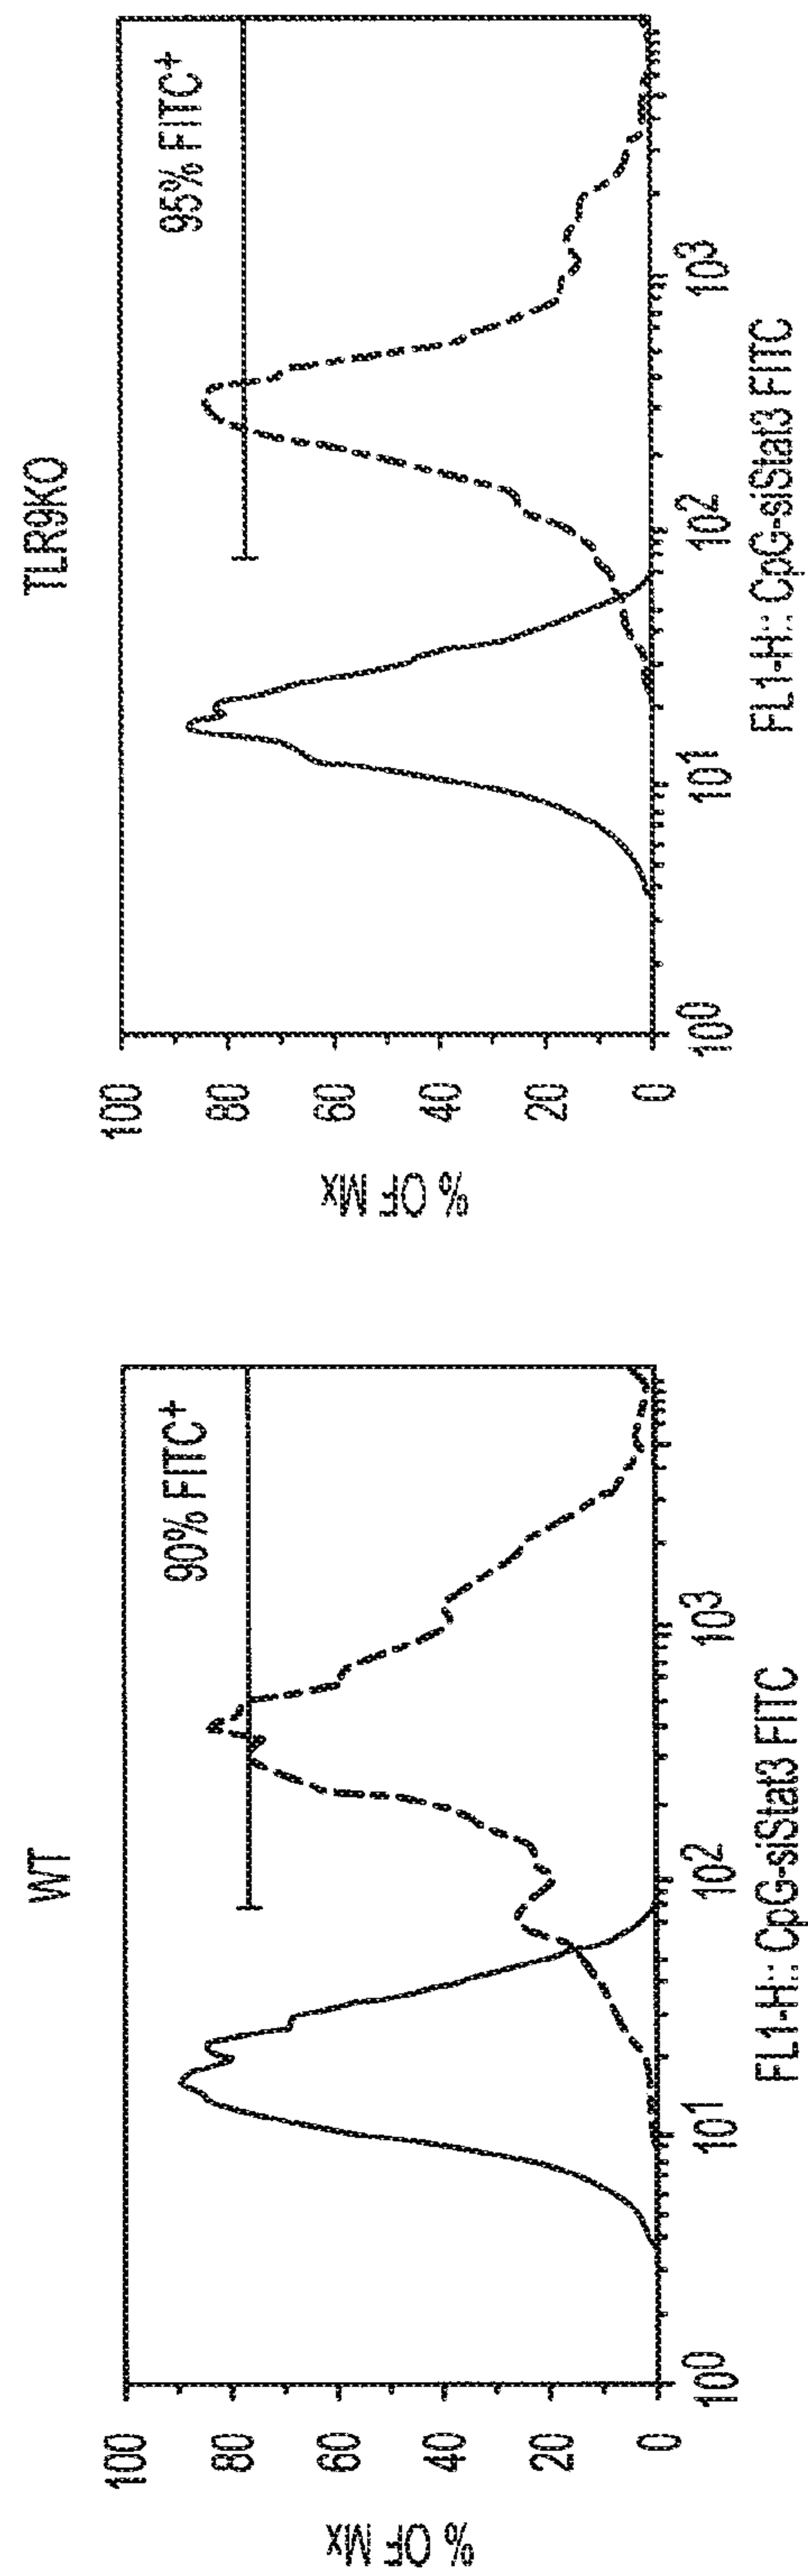 WT
% OF Mx
100
80
60
40
20
0
90% FITC+
10⁰
10¹
10²
10³
FL1-H:: CpG-siStat3 FITC
TLR9KO
% OF Mx
100
80
60
40
20
0
95% FITC+
10⁰
10¹
10²
10³
FL1-H:: CpG-siStat3 FITC